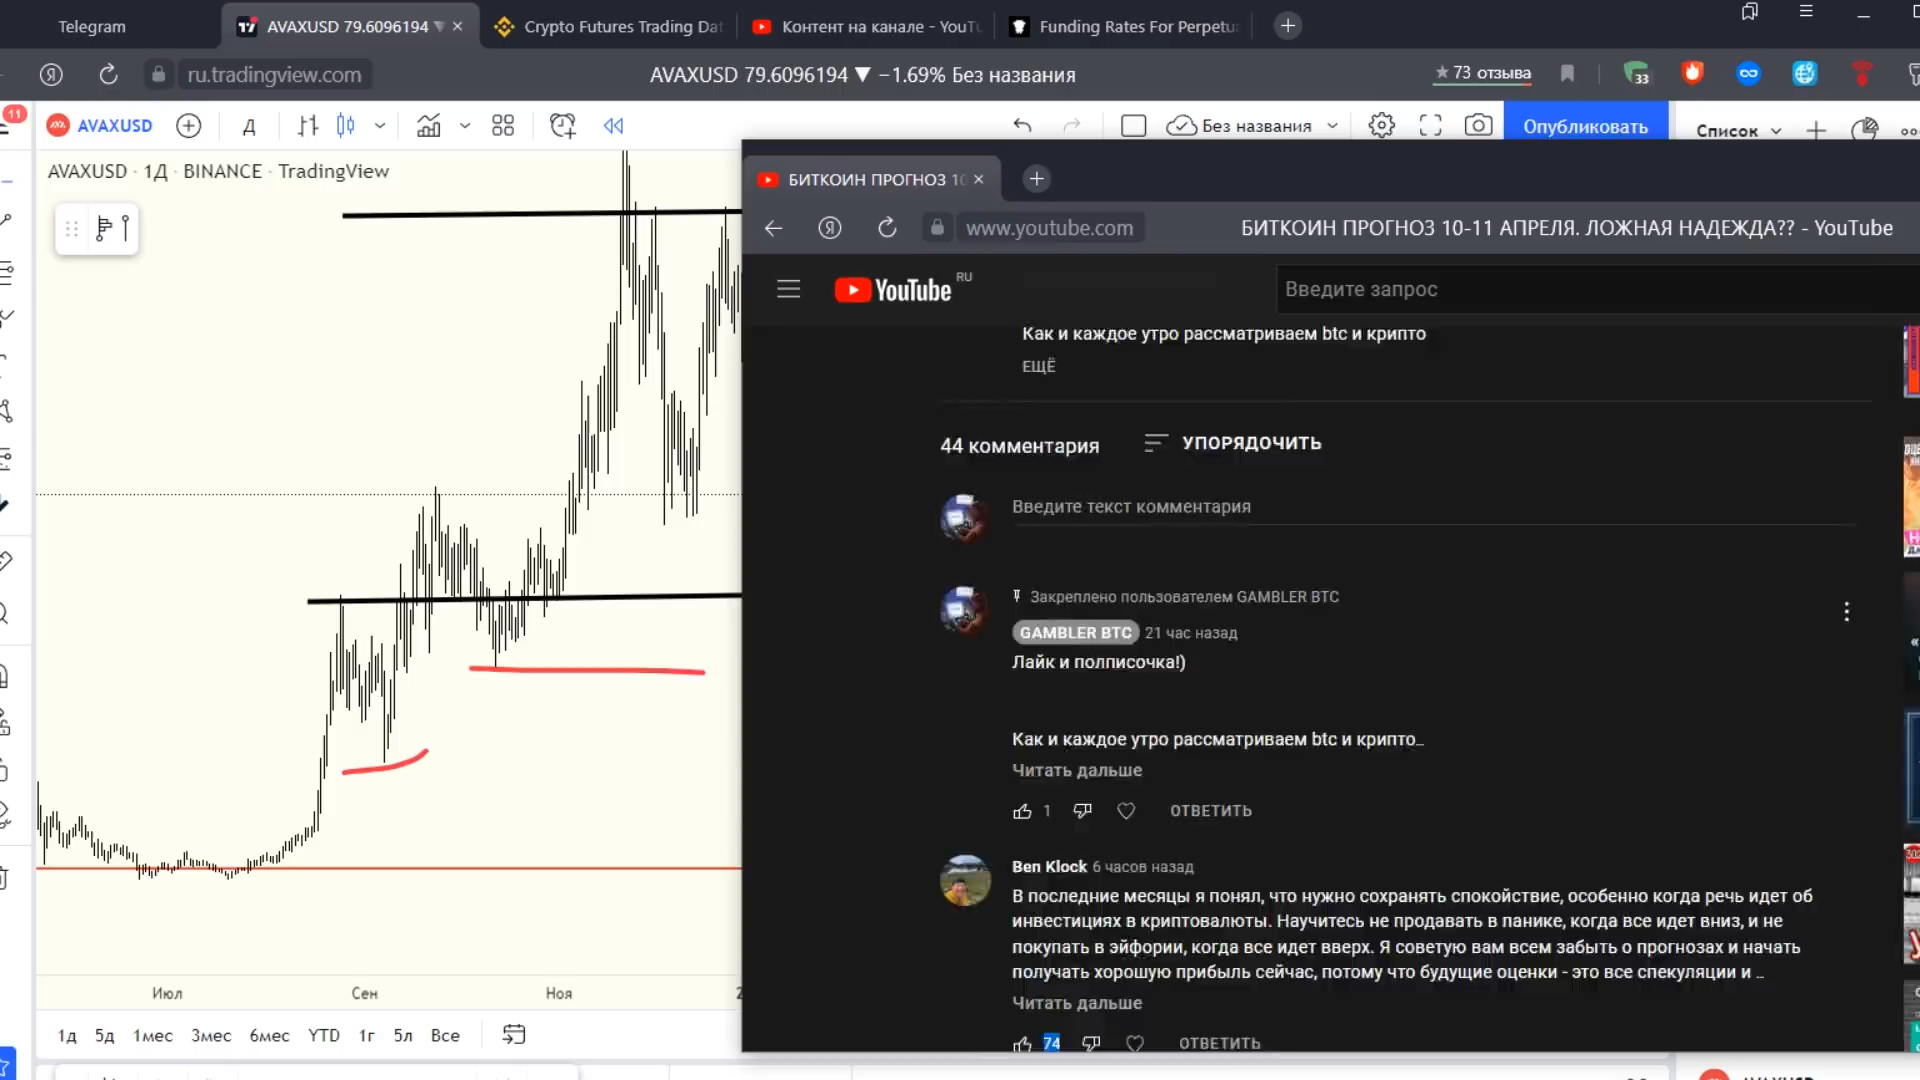 Telegram
AVAXUSD 79.6096194
Crypto Futures Trading Dat
Контент на канале - YouTu
Funding Rates For Perpetua
ru.tradingview.com
AVAXUSD 79.6096194 ▼ −1.69% Без названия
★ 73 отзыва
33
11
AVAXUSD
Д
Без названия
Опубликовать
Список
AVAXUSD · 1Д · BINANCE · TradingView
БИТКОИН ПРОГНОЗ 10
www.youtube.com
БИТКОИН ПРОГНОЗ 10-11 АПРЕЛЯ. ЛОЖНАЯ НАДЕЖДА?? - YouTube
YouTube
RU
Введите запрос
Как и каждое утро рассматриваем btc и крипто
ЕЩЁ
44 комментария
УПОРЯДОЧИТЬ
Введите текст комментария
Закреплено пользователем GAMBLER BTC
GAMBLER BTC 21 час назад
Лайк и полписочка!)
Как и каждое утро рассматриваем btc и крипто...
Читать дальше
1
ОТВЕТИТЬ
Ben Klock 6 часов назад
В последние месяцы я понял, что нужно сохранять спокойствие, особенно когда речь идет об
инвестициях в криптовалюты. Научитесь не продавать в панике, когда все идет вниз, и не
покупать в эйфории, когда все идет вверх. Я советую вам всем забыть о прогнозах и начать
получать хорошую прибыль сейчас, потому что будущие оценки - это все спекуляции и ...
Читать дальше
74
ОТВЕТИТЬ
Июл
Сен
Ноя
1д 5д 1мес 3мес 6мес YTD 1г 5л Все